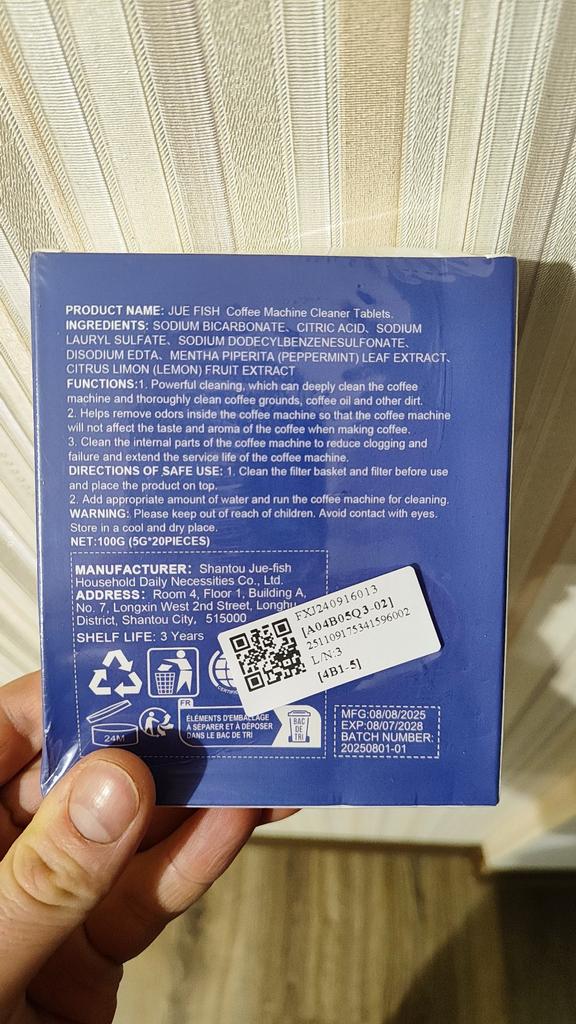 PRODUCT NAME: JUE FISH Coffee Machine Cleaner Tablets.
INGREDIENTS: SODIUM BICARBONATE、CITRIC ACID、SODIUM
LAURYL SULFATE、SODIUM DODECYLBENZENESULFONATE、
DISODIUM EDTA、MENTHA PIPERITA (PEPPERMINT) LEAF EXTRACT、
CITRUS LIMON (LEMON) FRUIT EXTRACT
FUNCTIONS:1. Powerful cleaning, which can deeply clean the coffee
machine and thoroughly clean coffee grounds, coffee oil and other dirt.
2. Helps remove odors inside the coffee machine so that the coffee machine
will not affect the taste and aroma of the coffee when making coffee.
3. Clean the internal parts of the coffee machine to reduce clogging and
failure and extend the service life of the coffee machine.
DIRECTIONS OF SAFE USE: 1. Clean the filter basket and filter before use
and place the product on top.
2. Add appropriate amount of water and run the coffee machine for cleaning.
WARNING: Please keep out of reach of children. Avoid contact with eyes.
Store in a cool and dry place.
NET:100G (5G*20PIECES)
MANUFACTURER: Shantou Jue-fish
Household Daily Necessities Co., Ltd.
ADDRESS: Room 4, Floor 1, Building A,
No. 7, Longxin West 2nd Street, Longhu
District, Shantou City, 515000
SHELF LIFE: 3 Years
FXJ240916013
[A04B05Q3-02]
251109175341596002
L/N:3
[4B1-5]
24M
FR
ÉLÉMENTS D'EMBALLAGE
À SÉPARER ET À DÉPOSER
DANS LE BAC DE TRI
BAC
DE
TRI
MFG:08/08/2025
EXP:08/07/2028
BATCH NUMBER:
20250801-01